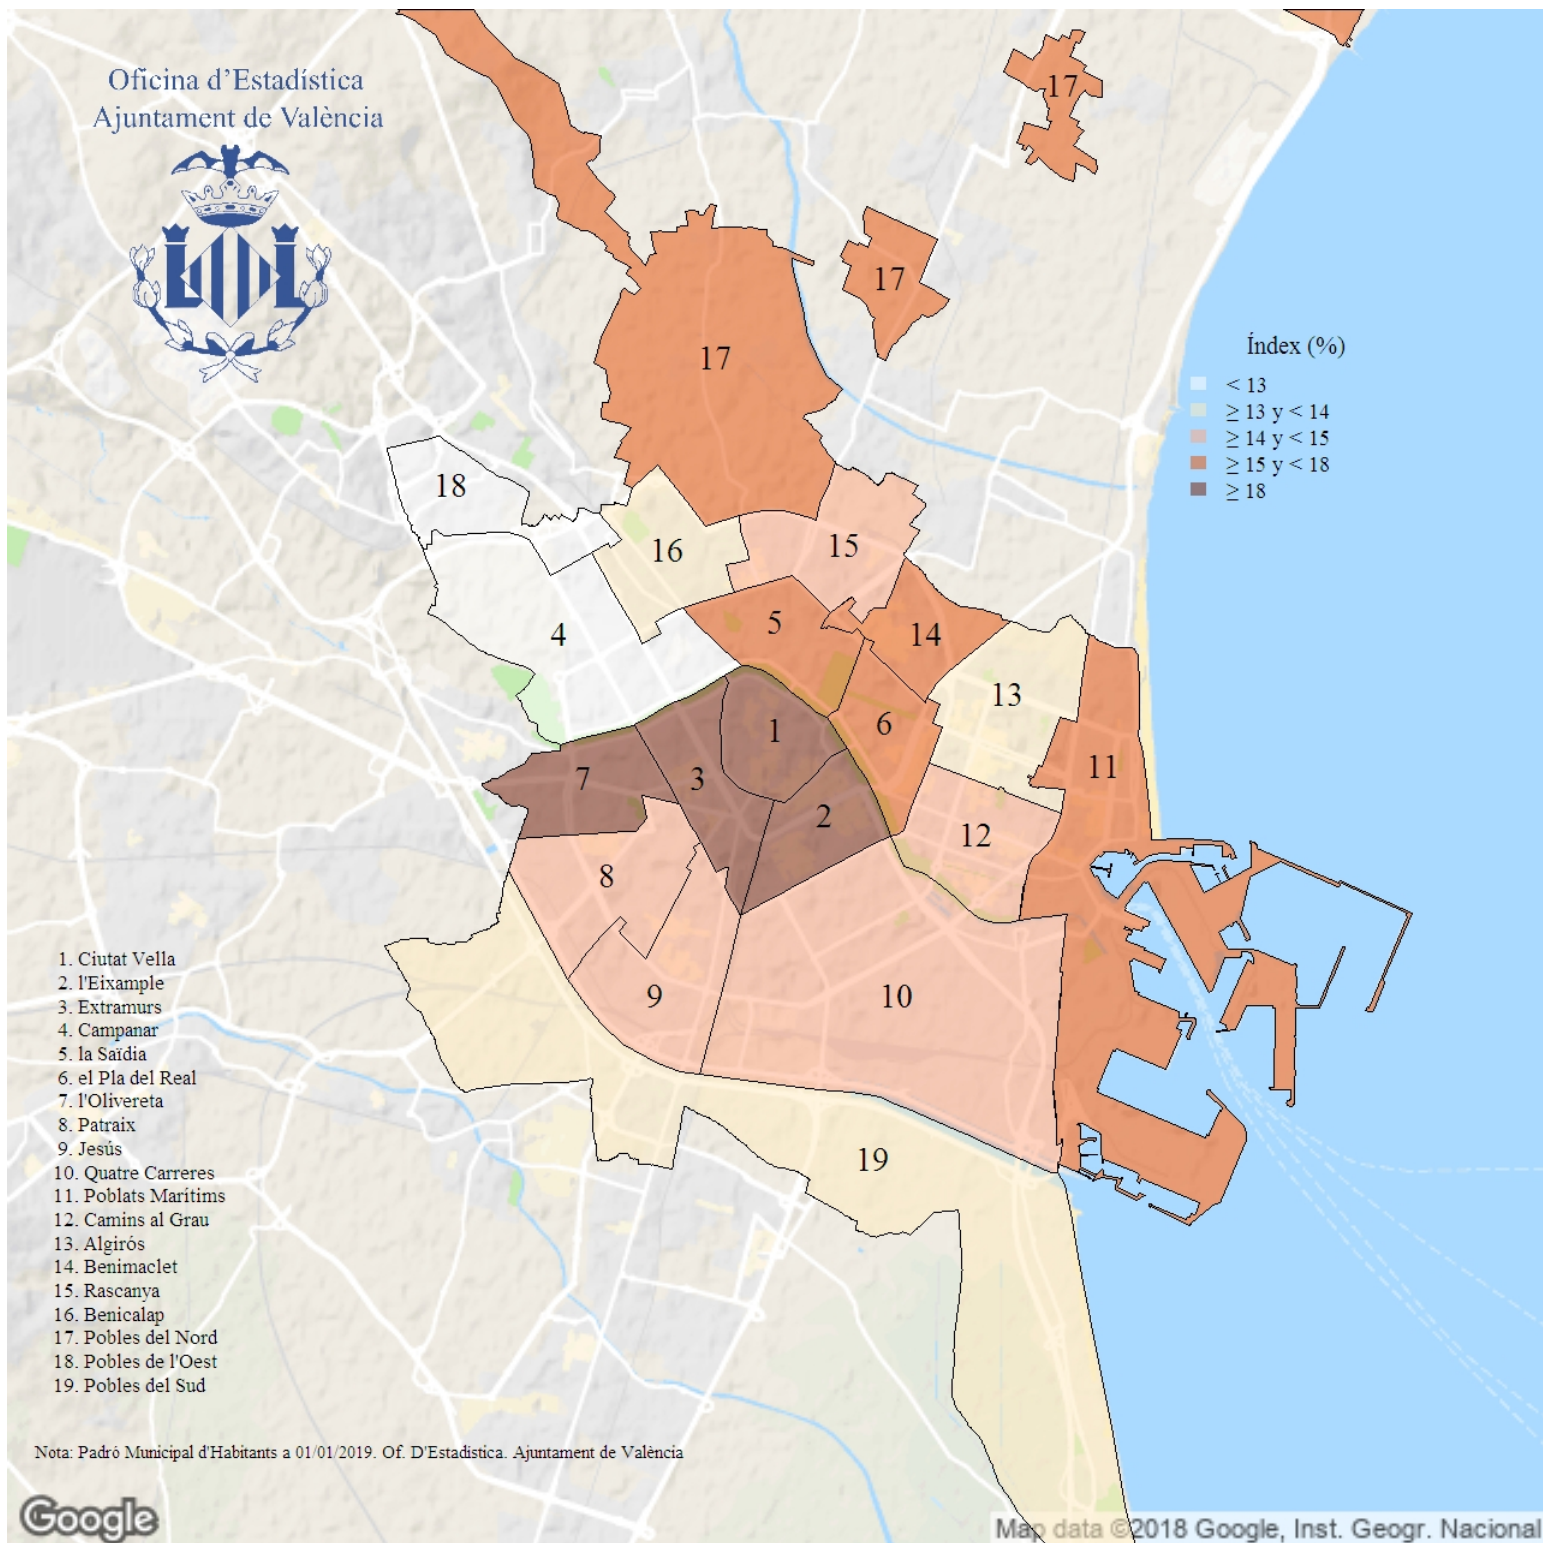 Oficina d'Estadística
Ajuntament de València
17
17
17
Índex (%)
< 13
≥ 13 y < 14
≥ 14 y < 15
≥ 15 y < 18
≥ 18
18
16
15
5
14
4
13
6
1
11
7
3
2
12
8
9
10
19
1. Ciutat Vella
2. l'Eixample
3. Extramurs
4. Campanar
5. la Saïdia
6. el Pla del Real
7. l'Olivereta
8. Patraix
9. Jesús
10. Quatre Carreres
11. Poblats Marítims
12. Camins al Grau
13. Algirós
14. Benimaclet
15. Rascanya
16. Benicalap
17. Pobles del Nord
18. Pobles de l'Oest
19. Pobles del Sud
Nota: Padró Municipal d'Habitants a 01/01/2019. Of. D'Estadística. Ajuntament de València
Google
Map data ©2018 Google, Inst. Geogr. Nacional